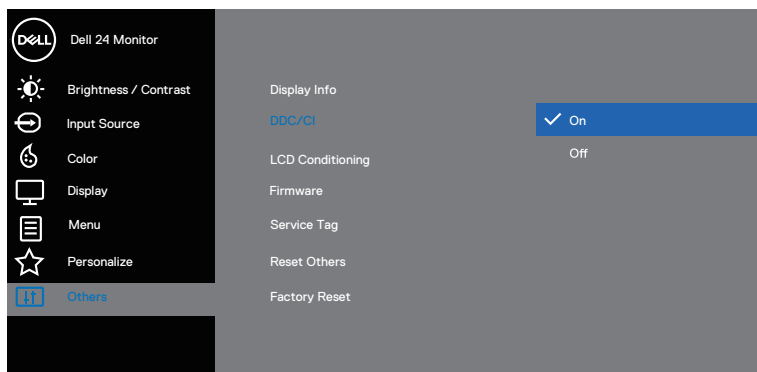 DELL
Dell 24 Monitor
Brightness / Contrast
Input Source
Color
Display
Menu
Personalize
Others
Display Info
DDC/CI
LCD Conditioning
Firmware
Service Tag
Reset Others
Factory Reset
On
Off